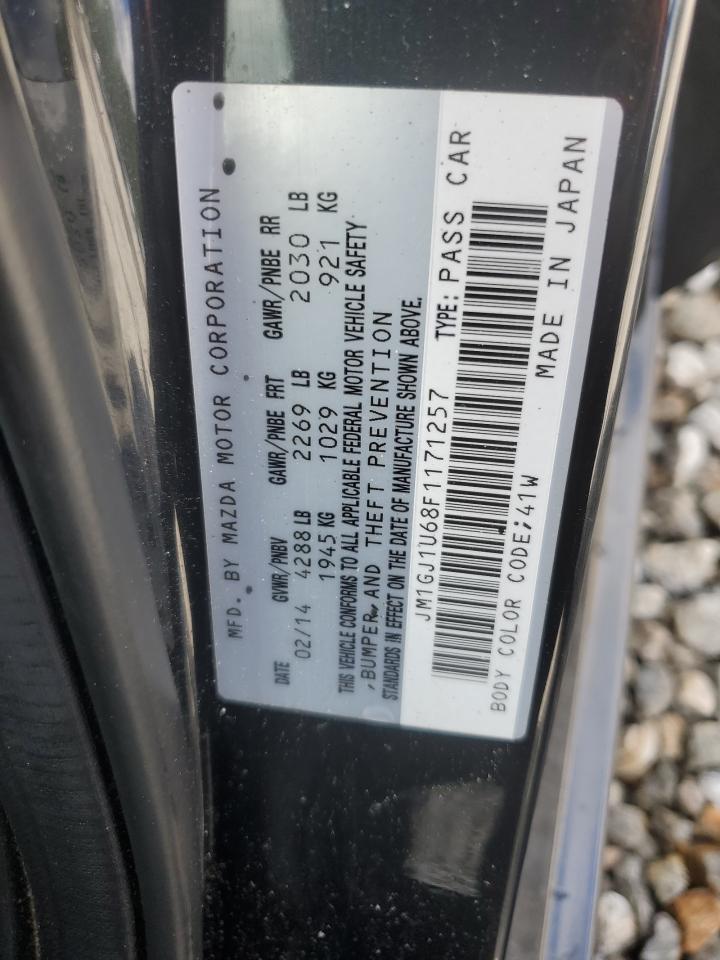 MFD. BY MAZDA MOTOR CORPORATION
DATE GVWR/PNBV GAWR/PNBE FRT GAWR/PNBE RR
02/14 4288 LB 2269 LB 2030 LB
1945 KG 1029 KG 921 KG
THIS VEHICLE CONFORMS TO ALL APPLICABLE FEDERAL MOTOR VEHICLE SAFETY
,BUMPER, AND THEFT PREVENTION
STANDARDS IN EFFECT ON THE DATE OF MANUFACTURE SHOWN ABOVE.
JM1GJ1U68F1171257 TYPE: PASS CAR
BODY COLOR CODE;41W MADE IN JAPAN